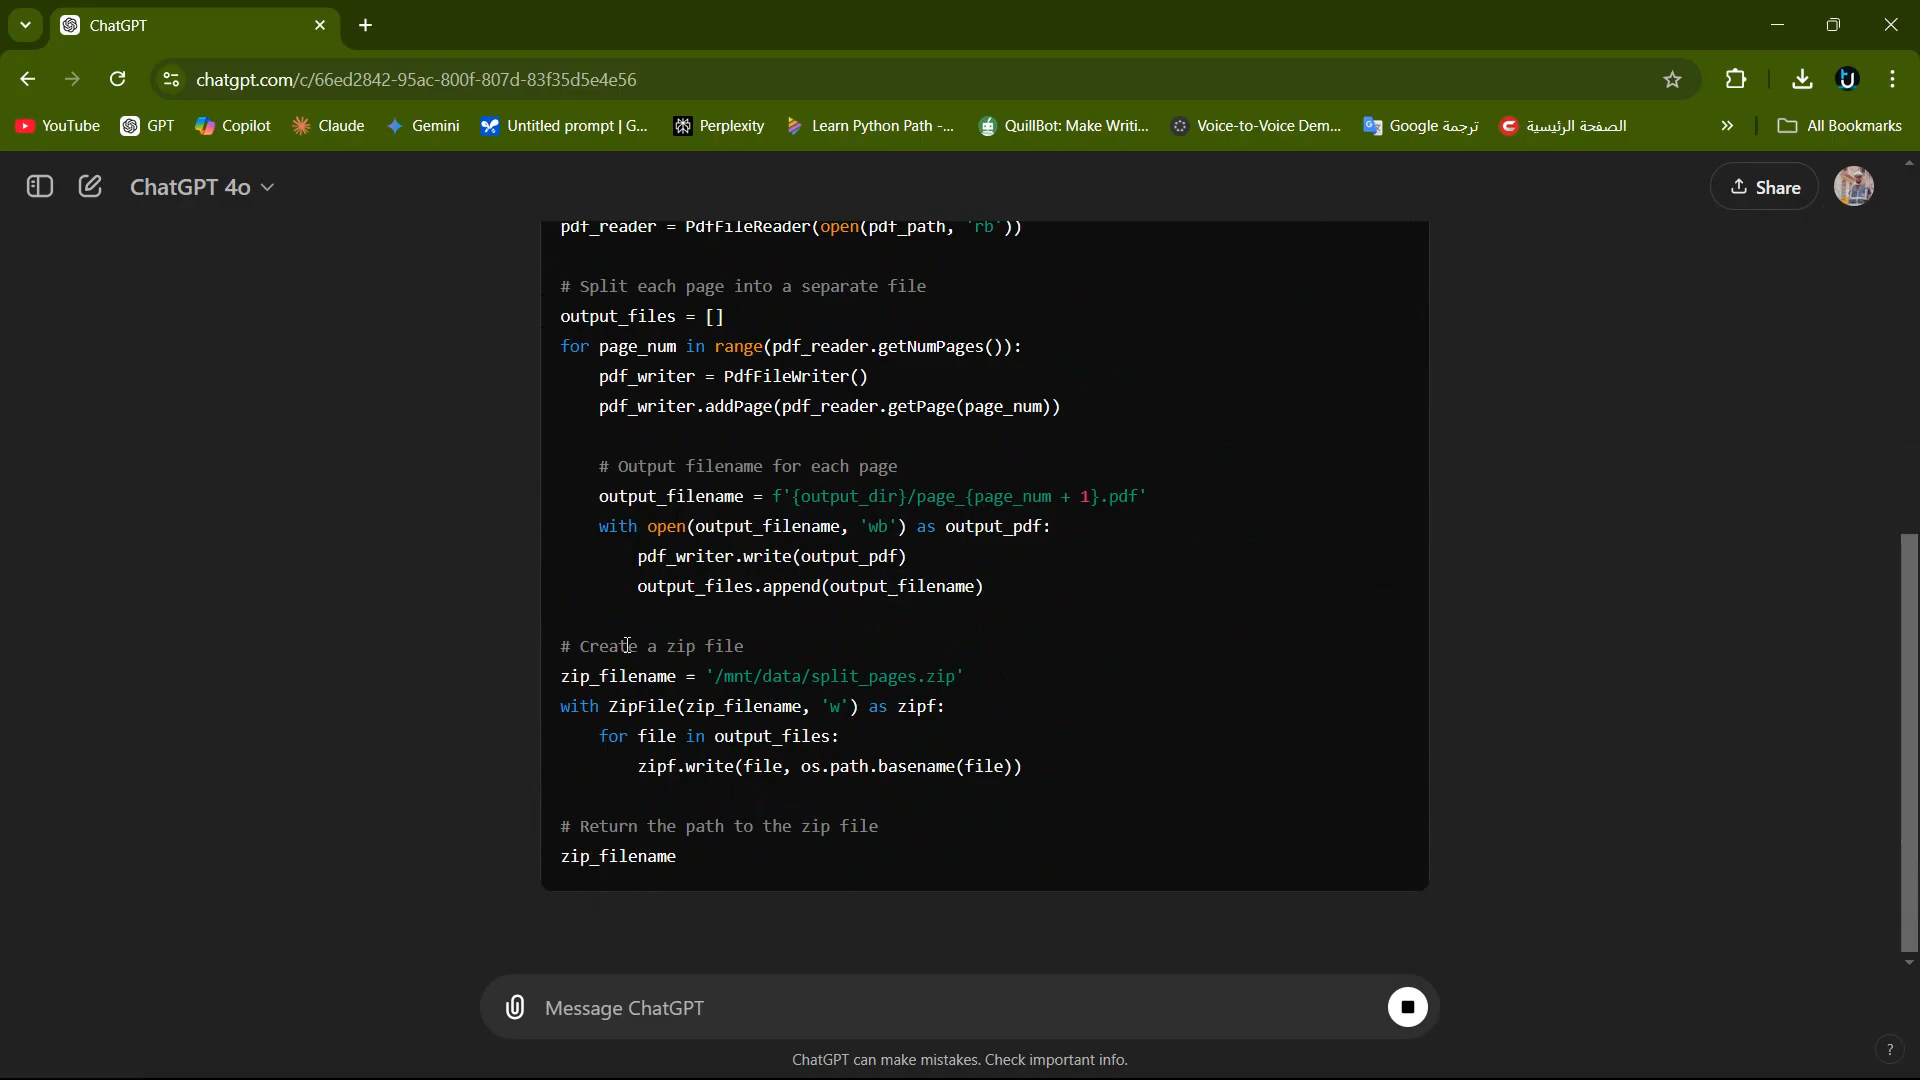 ChatGPT
chatgpt.com/c/66ed2842-95ac-800f-807d-83f35d5e4e56
YouTube GPT Copilot Claude Gemini Untitled prompt | G... Perplexity Learn Python Path -... QuillBot: Make Writi... Voice-to-Voice Dem... Google ترجمة الصفحة الرئيسية All Bookmarks
ChatGPT 4o Share
pdf_reader = PdfFileReader(open(pdf_path, 'rb'))
# Split each page into a separate file
output_files = []
for page_num in range(pdf_reader.getNumPages()):
    pdf_writer = PdfFileWriter()
    pdf_writer.addPage(pdf_reader.getPage(page_num))
    # Output filename for each page
    output_filename = f'{output_dir}/page_{page_num + 1}.pdf'
    with open(output_filename, 'wb') as output_pdf:
        pdf_writer.write(output_pdf)
        output_files.append(output_filename)
# Create a zip file
zip_filename = '/mnt/data/split_pages.zip'
with ZipFile(zip_filename, 'w') as zipf:
    for file in output_files:
        zipf.write(file, os.path.basename(file))
# Return the path to the zip file
zip_filename
Message ChatGPT
ChatGPT can make mistakes. Check important info.
?